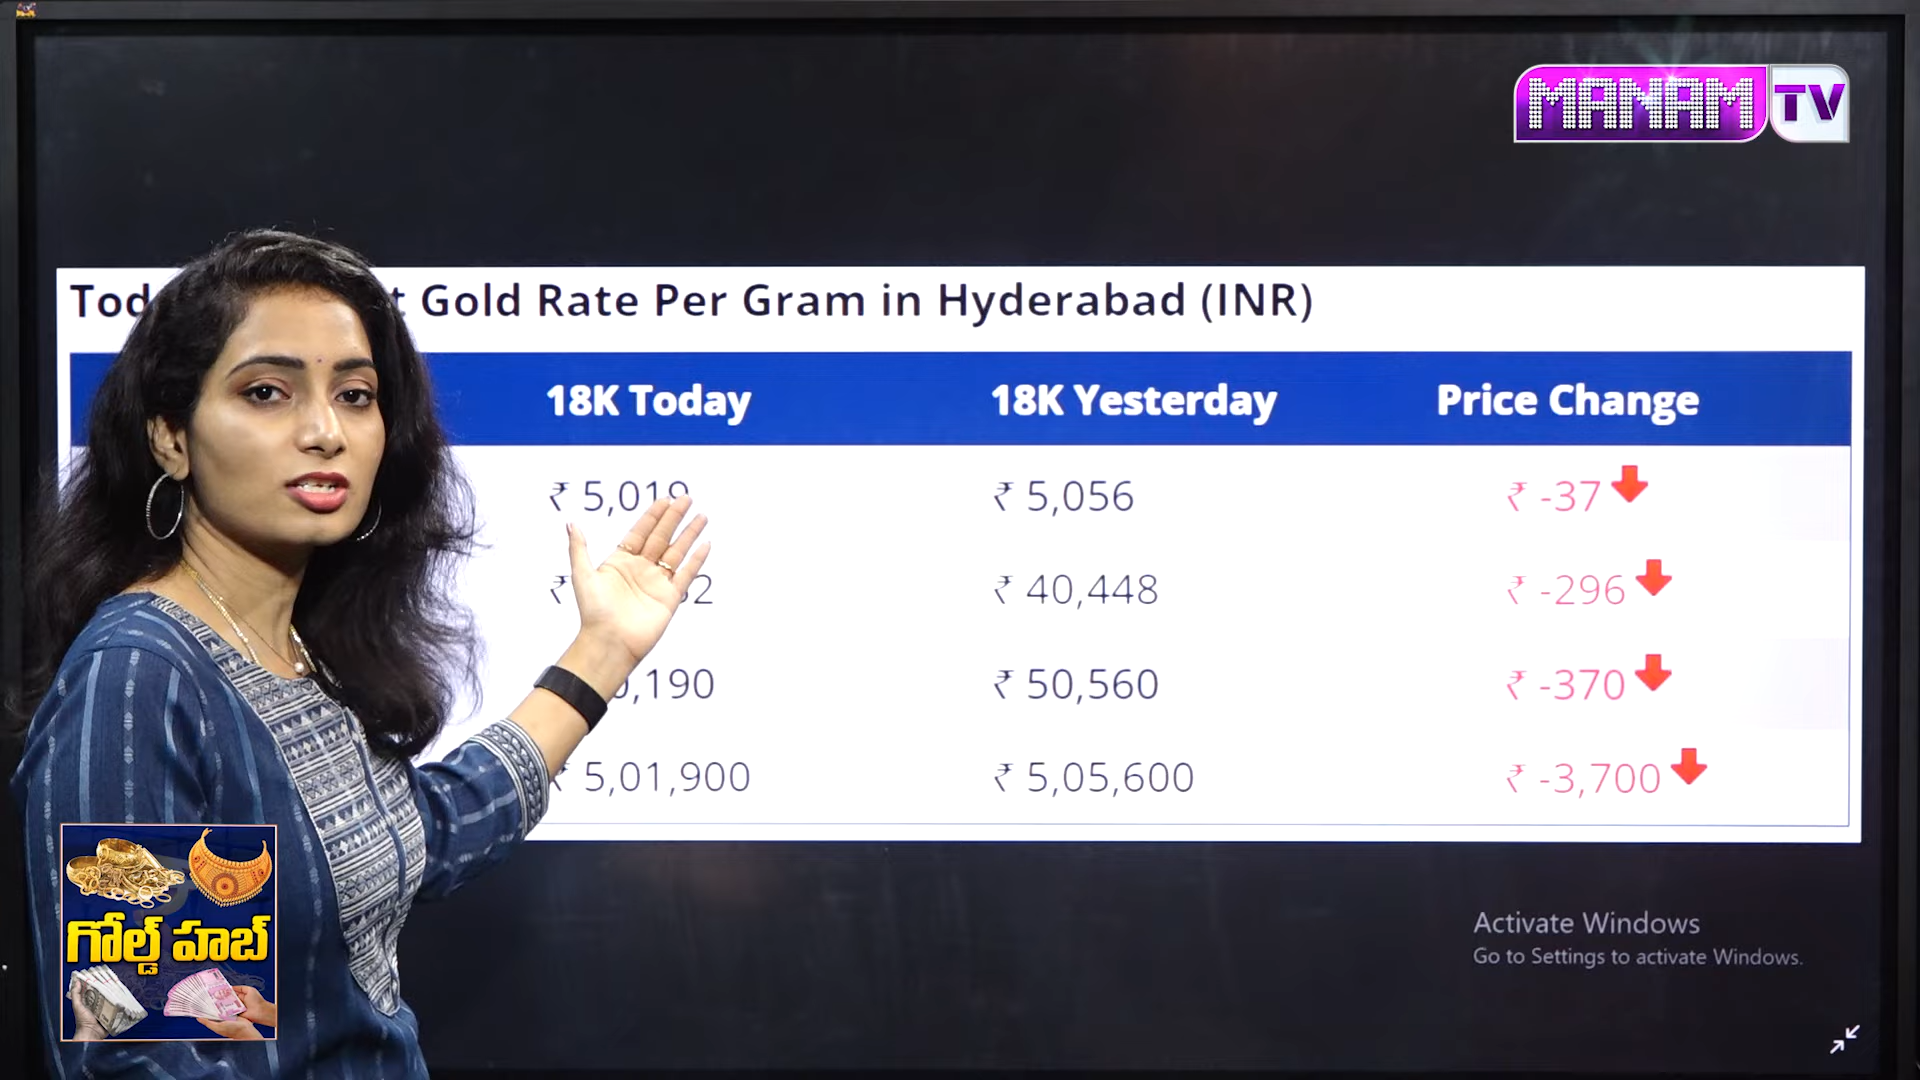 MANAM TV
Gold Rate Per Gram in Hyderabad (INR)
18K Today 18K Yesterday Price Change
₹ 5,019 ₹ 5,056 ₹ -37
₹ ₹ 40,448 ₹ -296
,190 ₹ 50,560 ₹ -370
₹ 5,01,900 ₹ 5,05,600 ₹ -3,700
గోల్డ్ హబ్
Activate Windows
Go to Settings to activate Windows.